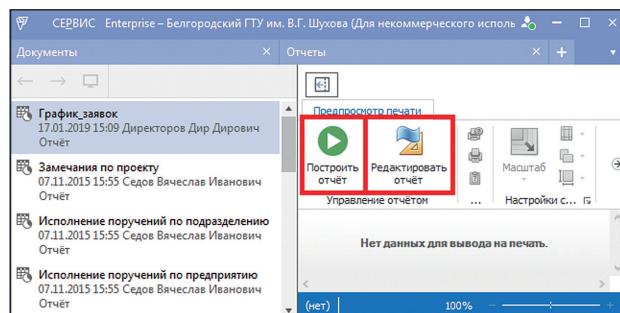 СЕРВИС Enterprise – Белгородский ГТУ им. В.Г. Шухова (Для некоммерческого исполь
Документы
Отчеты
График_заявок
17.01.2019 15:09 Директоров Дир Дирович
Отчёт
Замечания по проекту
07.11.2015 15:55 Седов Вячеслав Иванович
Отчёт
Исполнение поручений по подразделению
07.11.2015 15:55 Седов Вячеслав Иванович
Отчёт
Исполнение поручений по предприятию
07.11.2015 15:55 Седов Вячеслав Иванович
Отчёт
Предпросмотр печати
Построить
отчёт
Редактировать
отчёт
Масштаб
Управление отчётом
...
Настройки с...
Нет данных для вывода на печать.
(нет)
100%